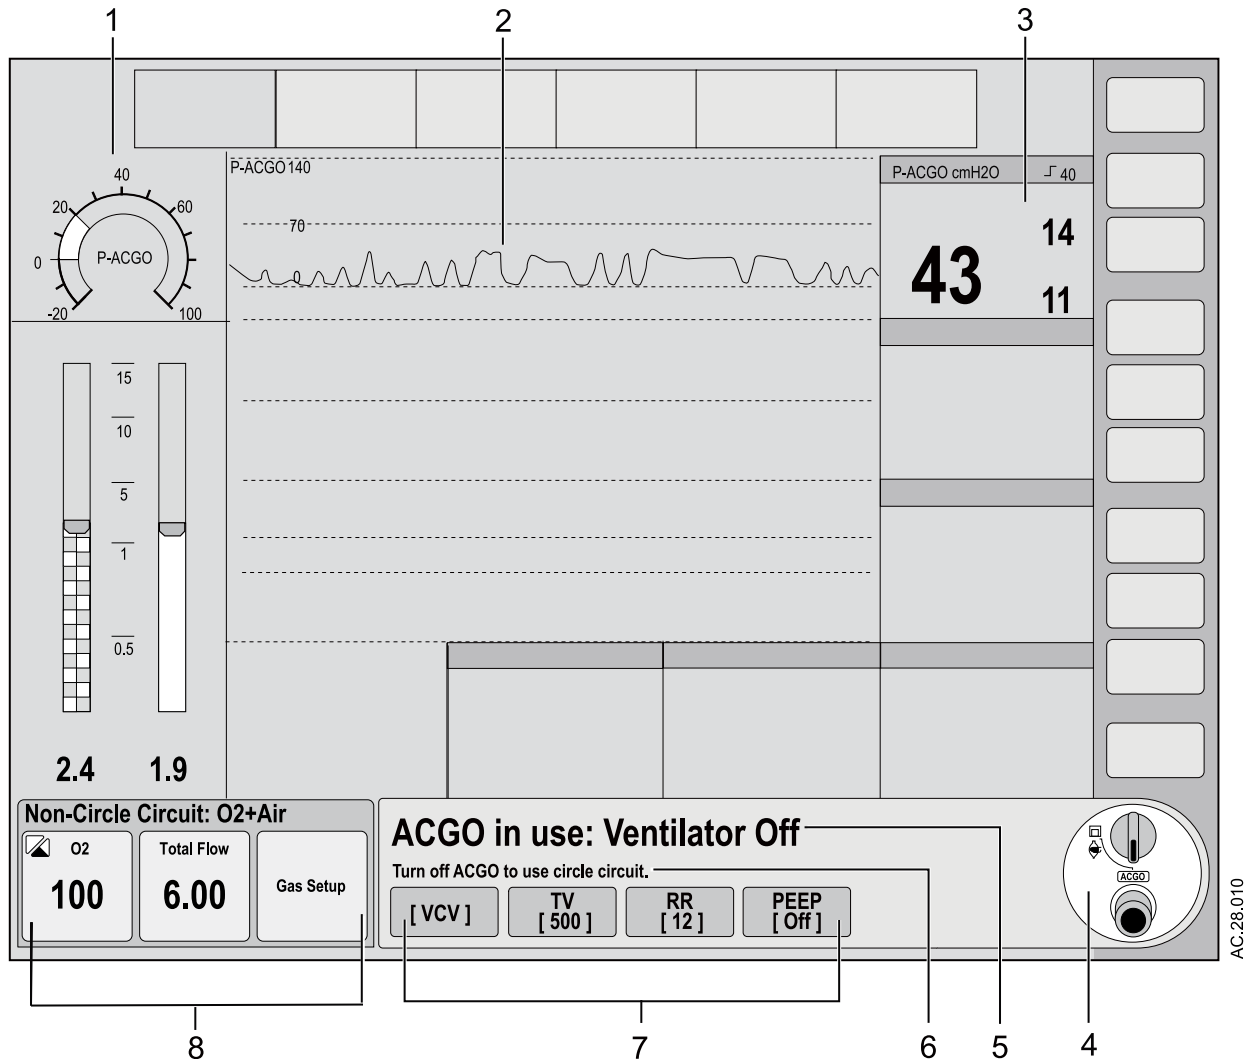 1 2 3
P-ACGO 140
P-ACGO cmH2O 40
40
20 60
70
14
P-ACGO
0
43
0
11
-20 100
15
10
5
1
0.5
2.4 1.9
Non-Circle Circuit: O2+Air
O2
100
Total Flow
6.00
Gas Setup
ACGO in use: Ventilator Off
Turn off ACGO to use circle circuit.
[ VCV ]
TV
[ 500 ]
RR
[ 12 ]
PEEP
[ Off ]
ACGO
AC.28.010
8 7 6 5 4